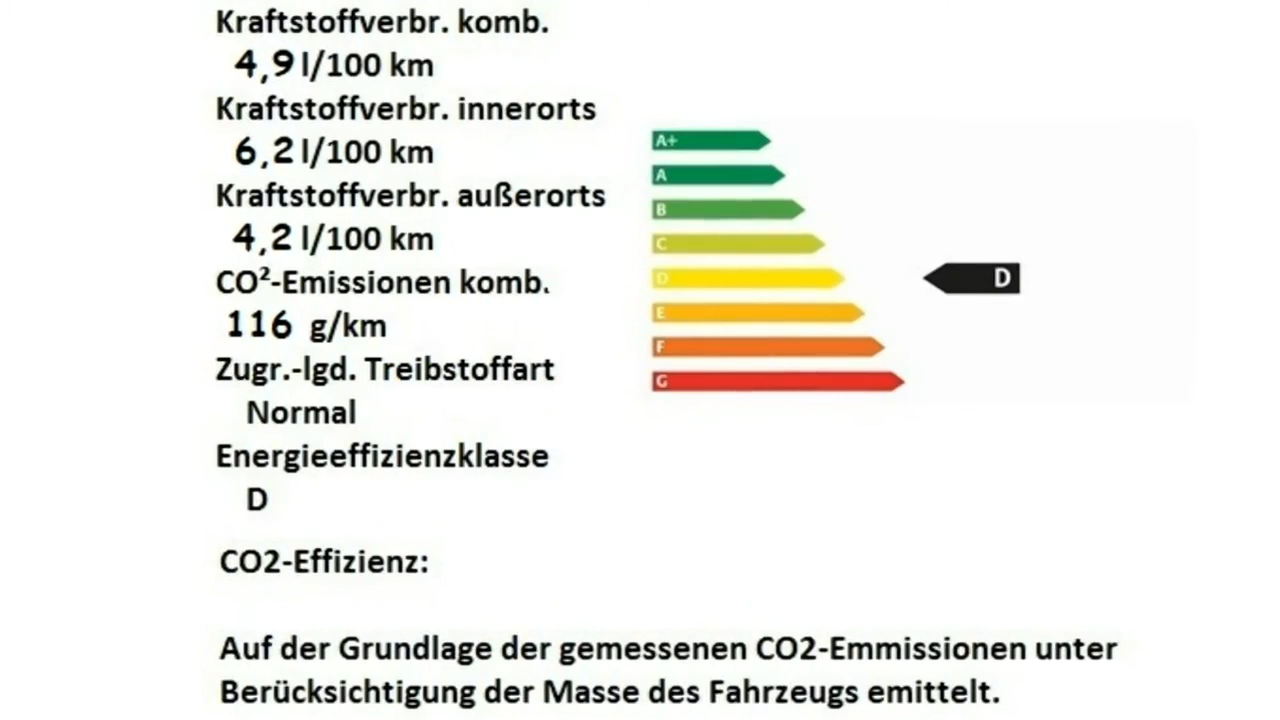 Kraftstoffverbr. komb.
4,9 l/100 km
Kraftstoffverbr. innerorts
6,2 l/100 km
Kraftstoffverbr. außerorts
4,2 l/100 km
CO²-Emissionen komb.
116 g/km
Zugr.-lgd. Treibstoffart
Normal
Energieeffizienzklasse
D
A+
A
B
C
D
D
E
F
G
CO2-Effizienz:
Auf der Grundlage der gemessenen CO2-Emmissionen unter
Berücksichtigung der Masse des Fahrzeugs emittelt.